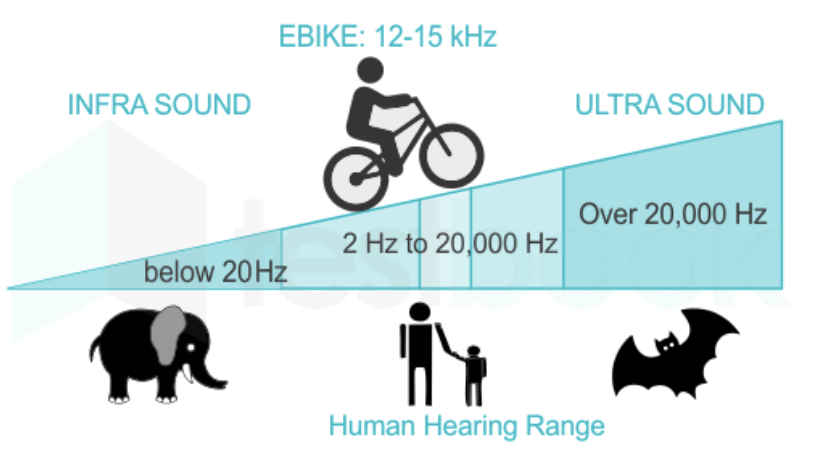 EBIKE: 12-15 kHz
INFRA SOUND
ULTRA SOUND
Over 20,000 Hz
2 Hz to 20,000 Hz
below 20Hz
testbook
Human Hearing Range